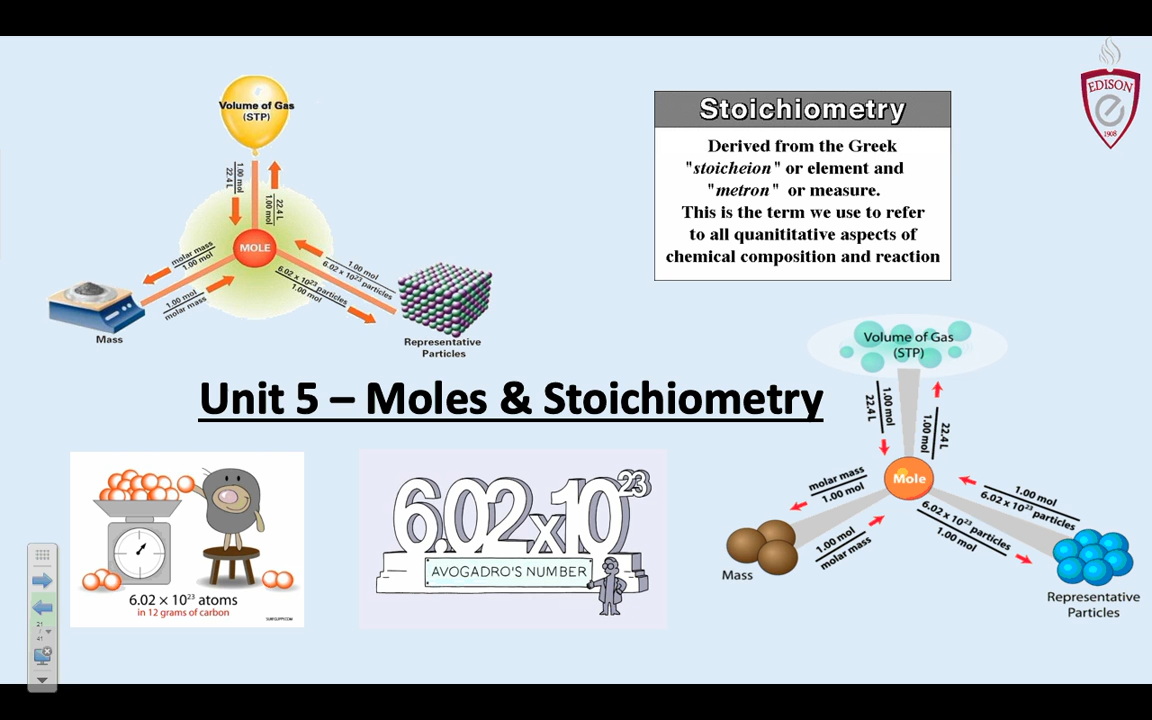 Volume of Gas
(STP)
1.00 mol
22.4 L
22.4 L
1.00 mol
MOLE
molar mass
1.00 mol
1.00 mol
molar mass
1.00 mol
6.02 x 10²³ particles
6.02 x 10²³ particles
1.00 mol
Mass
Representative
Particles
Stoichiometry
Derived from the Greek
"stoicheion" or element and
"metron" or measure.
This is the term we use to refer
to all quanititative aspects of
chemical composition and reaction
EDISON
e
1908
Unit 5 – Moles & Stoichiometry
Volume of Gas
(STP)
1.00 mol
22.4 L
22.4 L
1.00 mol
Mole
molar mass
1.00 mol
1.00 mol
molar mass
1.00 mol
6.02 x 10²³ particles
6.02 x 10²³ particles
1.00 mol
Mass
Representative
Particles
6.02 × 10²³ atoms
in 12 grams of carbon
6.02x10²³
AVOGADRO'S NUMBER
21
/
41